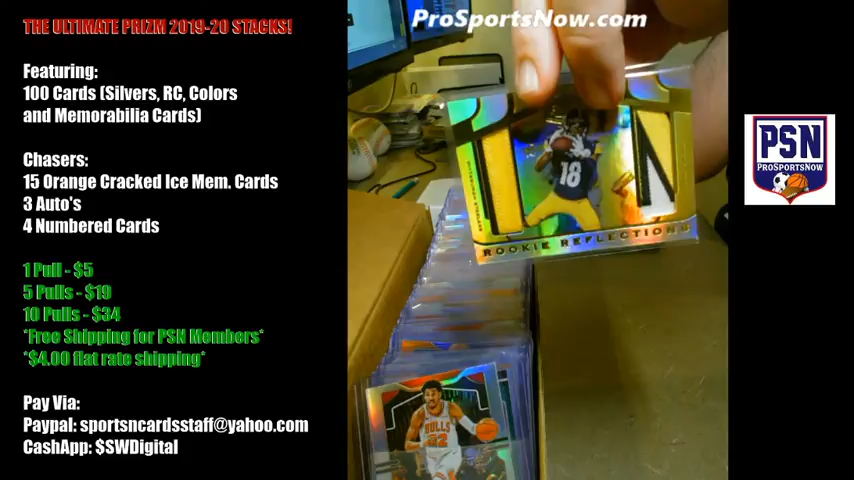 THE ULTIMATE PRIZM 2019-20 STACKS!
Featuring:
100 Cards (Silvers, RC, Colors
and Memorabilia Cards)
Chasers:
15 Orange Cracked Ice Mem. Cards
3 Auto's
4 Numbered Cards
1 Pull - $5
5 Pulls - $19
10 Pulls - $34
*Free Shipping for PSN Members*
*$4.00 flat rate shipping*
Pay Via:
Paypal: sportsncardsstaff@yahoo.com
CashApp: $SWDigital
ProSportsNow.com
18
ROOKIE REFLECTIONS
BULLS
PSN
PROSPORTSNOW